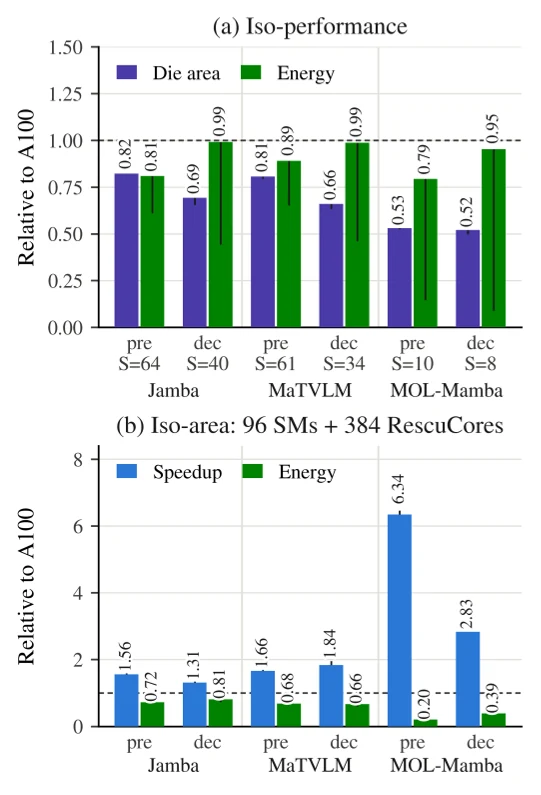 (a) Iso-performance
Relative to A100
1.50
1.25
1.00
0.75
0.50
0.25
0.00
Die area Energy
0.82 0.81 0.69 0.99 0.81 0.89 0.66 0.99 0.53 0.79 0.52 0.95
pre dec pre dec pre dec
S=64 S=40 S=61 S=34 S=10 S=8
Jamba MaTVLM MOL-Mamba
(b) Iso-area: 96 SMs + 384 RescuCores
Relative to A100
8
6
4
2
0
Speedup Energy
1.56 0.72 1.31 0.81 1.66 0.68 1.84 0.66 6.34 0.20 2.83 0.39
pre dec pre dec pre dec
Jamba MaTVLM MOL-Mamba